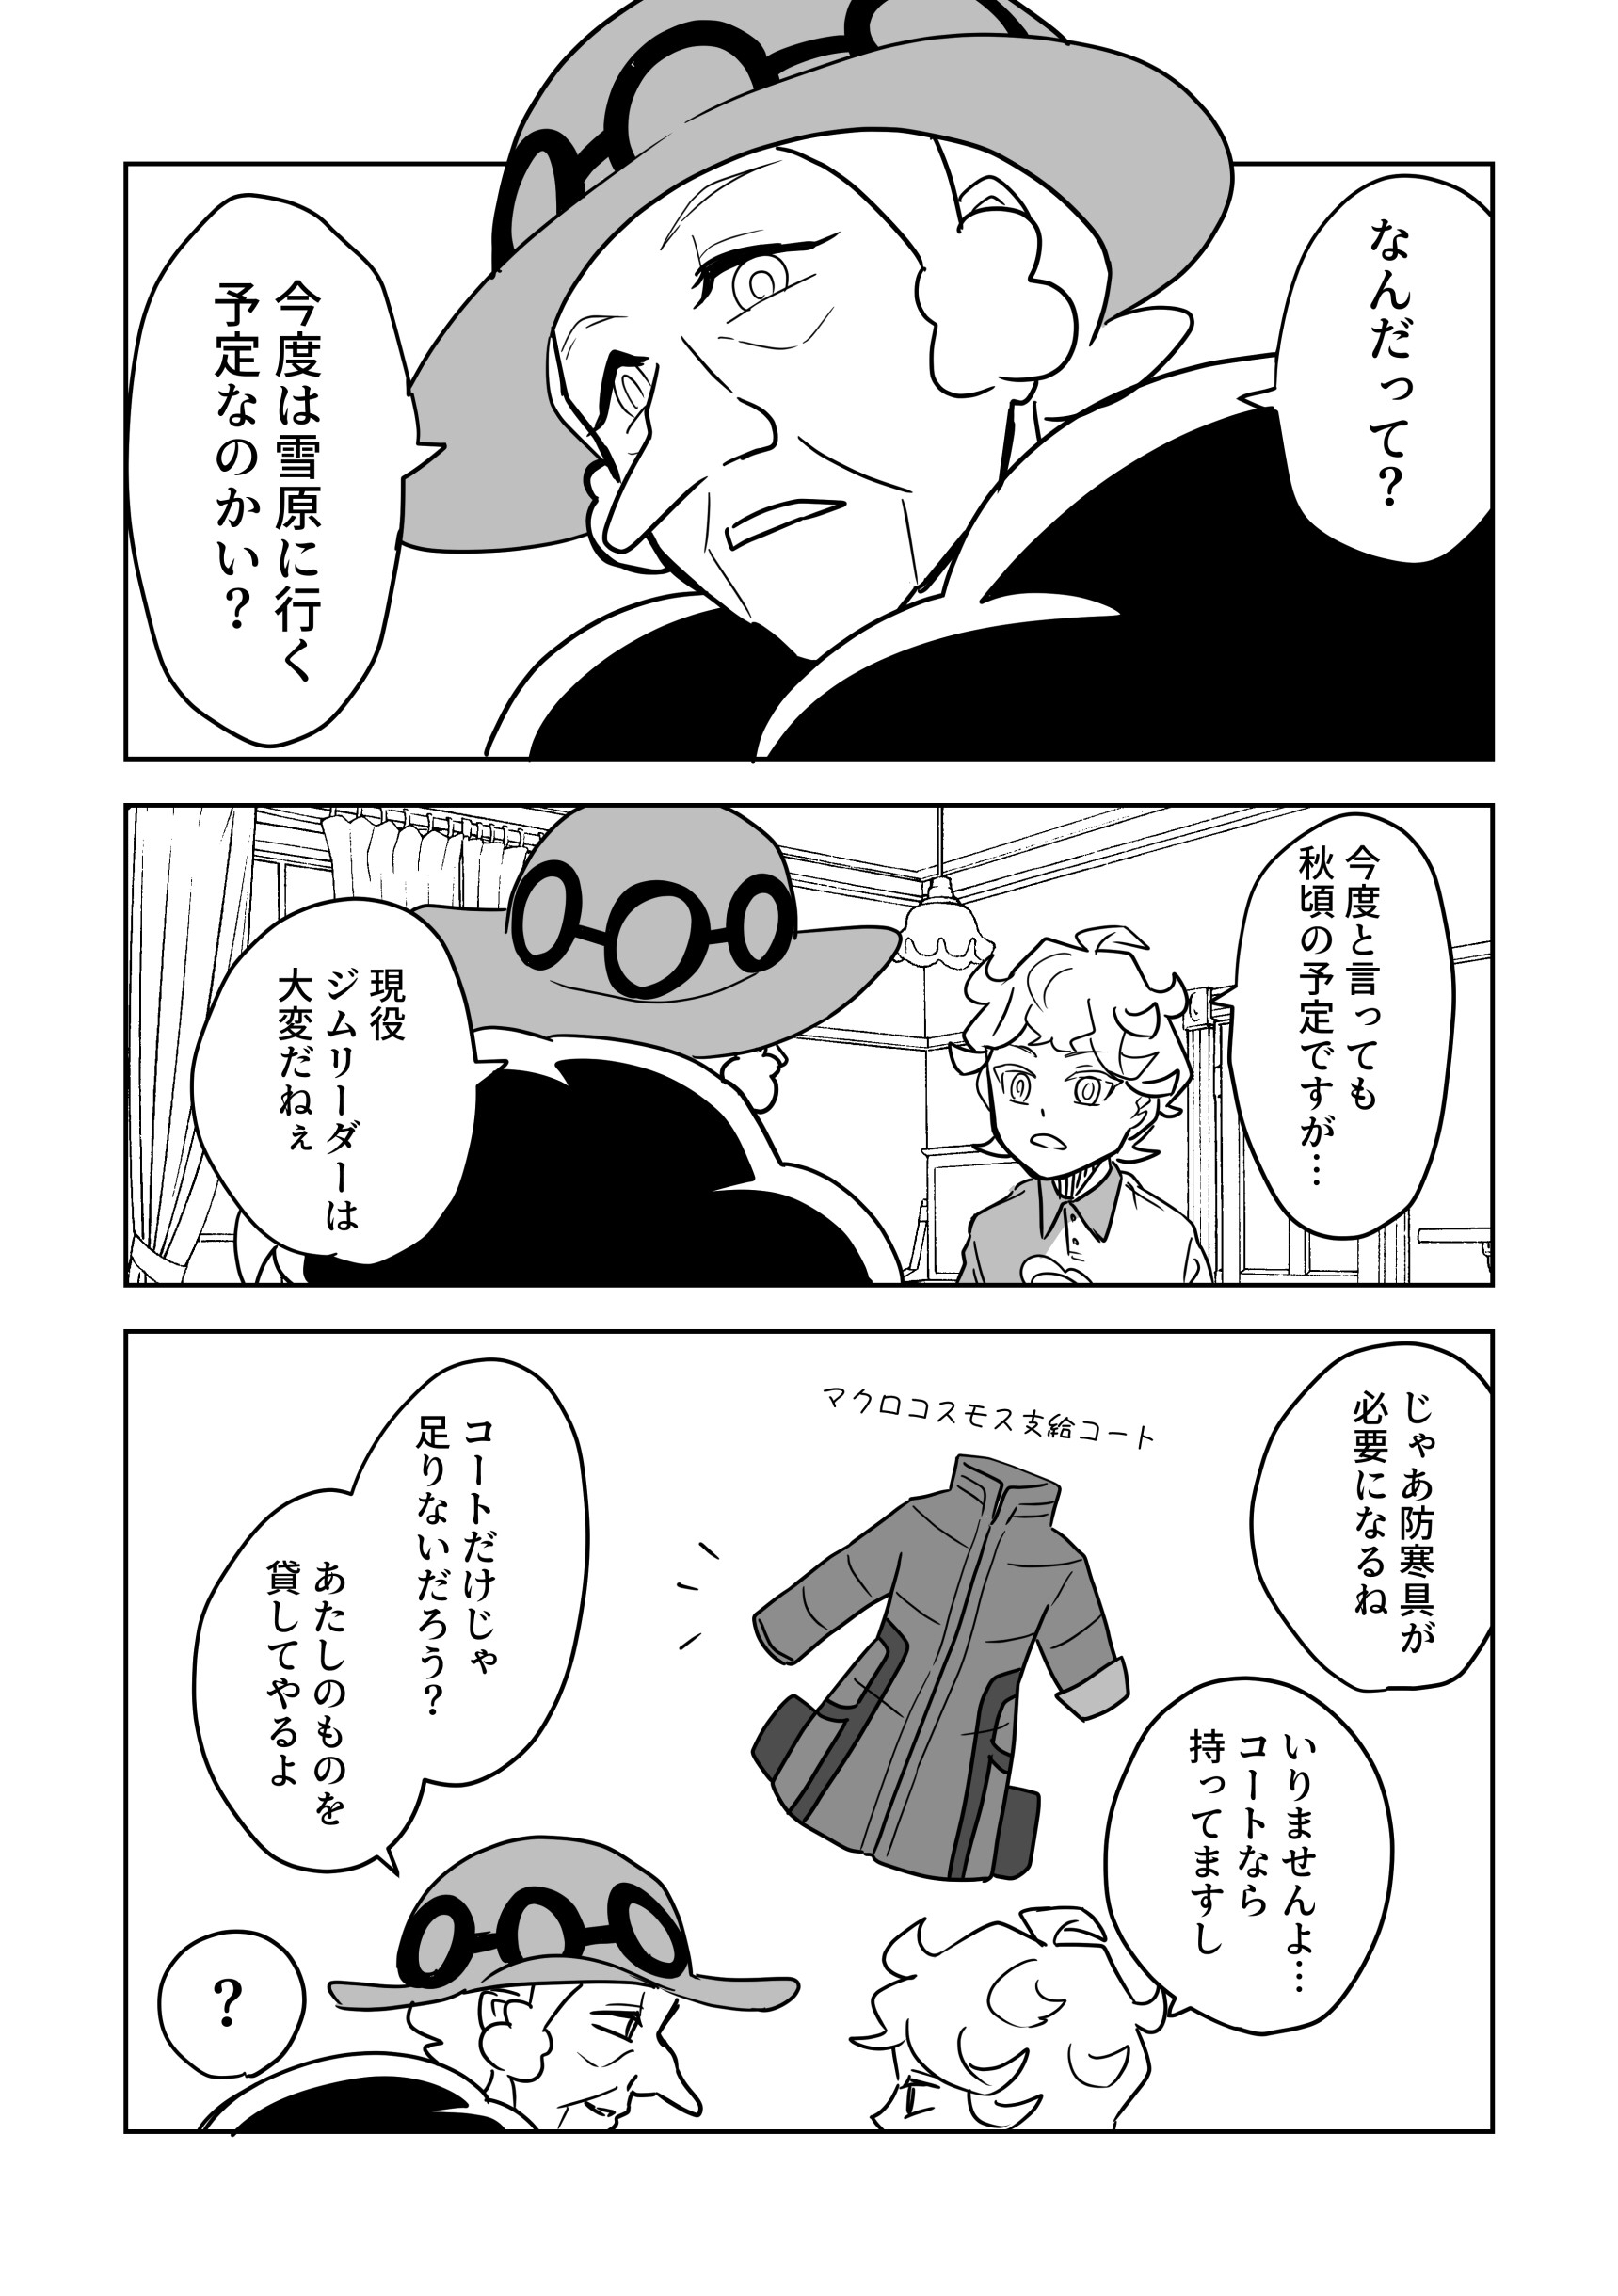 なんだって？
今度は雪原に行く
予定なのかい？
今度と言っても
秋頃の予定ですが…
現役
ジムリーダーは
大変だねぇ
じゃあ防寒具が
必要になるね
いりませんよ…
コートなら
持ってますし
マクロコスモス支給コート
コートだけじゃ
足りないだろう？
あたしのものを
貸してやるよ
？